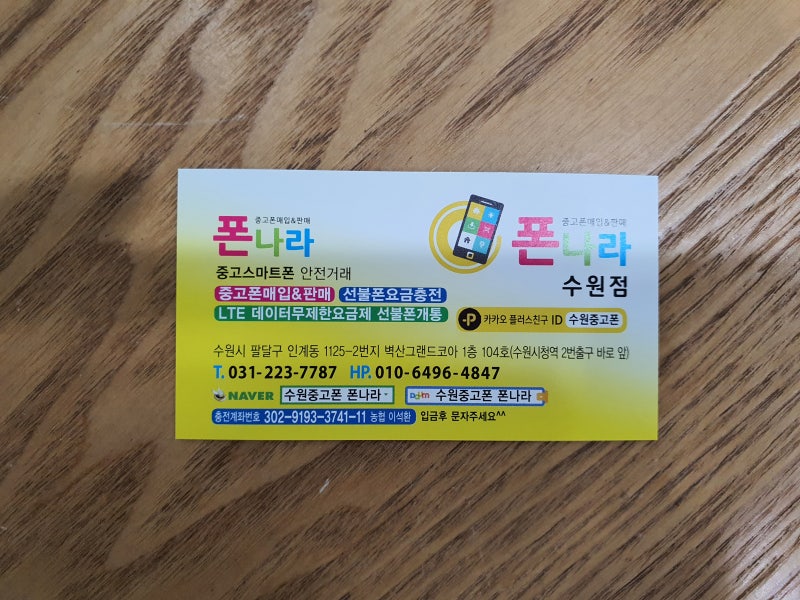 중고폰매입&판매
폰나라
중고스마트폰 안전거래
중고폰매입&판매 선불폰요금충전
LTE 데이터무제한요금제 선불폰개통
중고폰매입&판매
폰나라
수원점
카카오 플러스친구 ID 수원중고폰
수원시 팔달구 인계동 1125-2번지 벽산그랜드코아 1층 104호(수원시청역 2번출구 바로 앞)
T. 031-223-7787 HP. 010-6496-4847
NAVER 수원중고폰 폰나라 Daum 수원중고폰 폰나라
충전계좌번호 302-9193-3741-11 농협 이석환 입금후 문자주세요^^